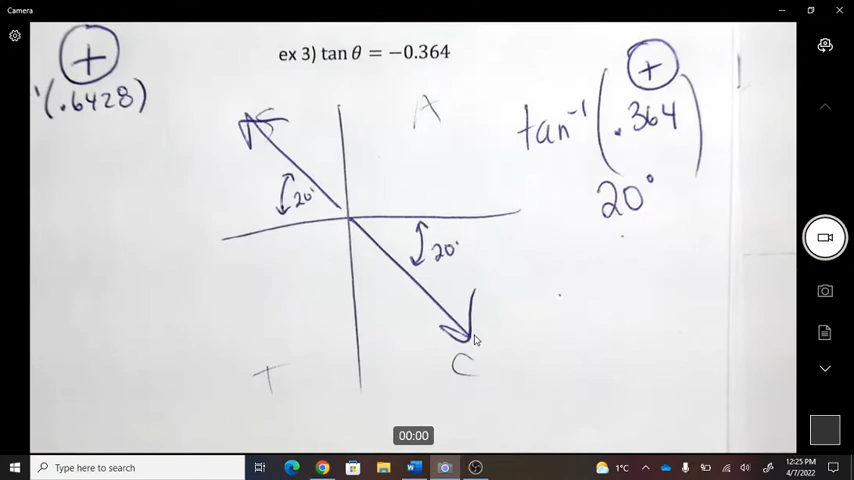 Camera
+
'(.6428)
ex 3) tan θ = −0.364
+
tan⁻¹(.364)
20°
S
A
20°
20°
T
C
00:00
Type here to search
1°C
12:25 PM
4/7/2022